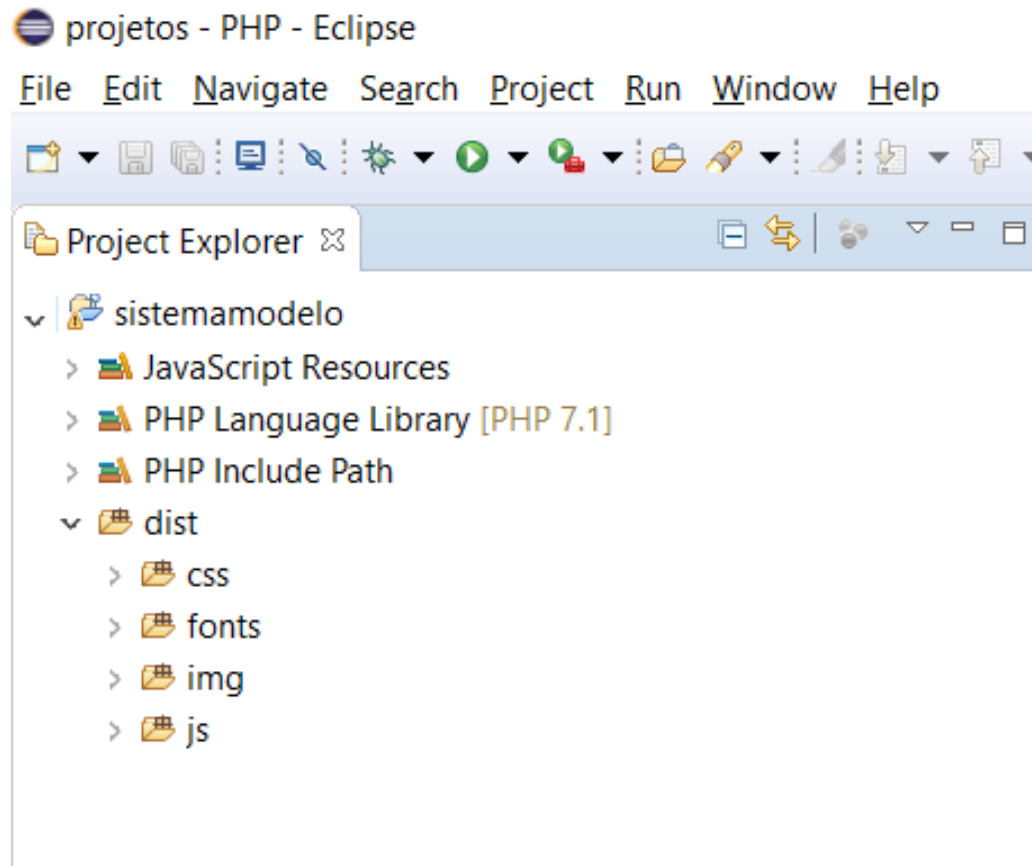 projetos - PHP - Eclipse
File Edit Navigate Search Project Run Window Help
Project Explorer
sistemamodelo
JavaScript Resources
PHP Language Library [PHP 7.1]
PHP Include Path
dist
css
fonts
img
js